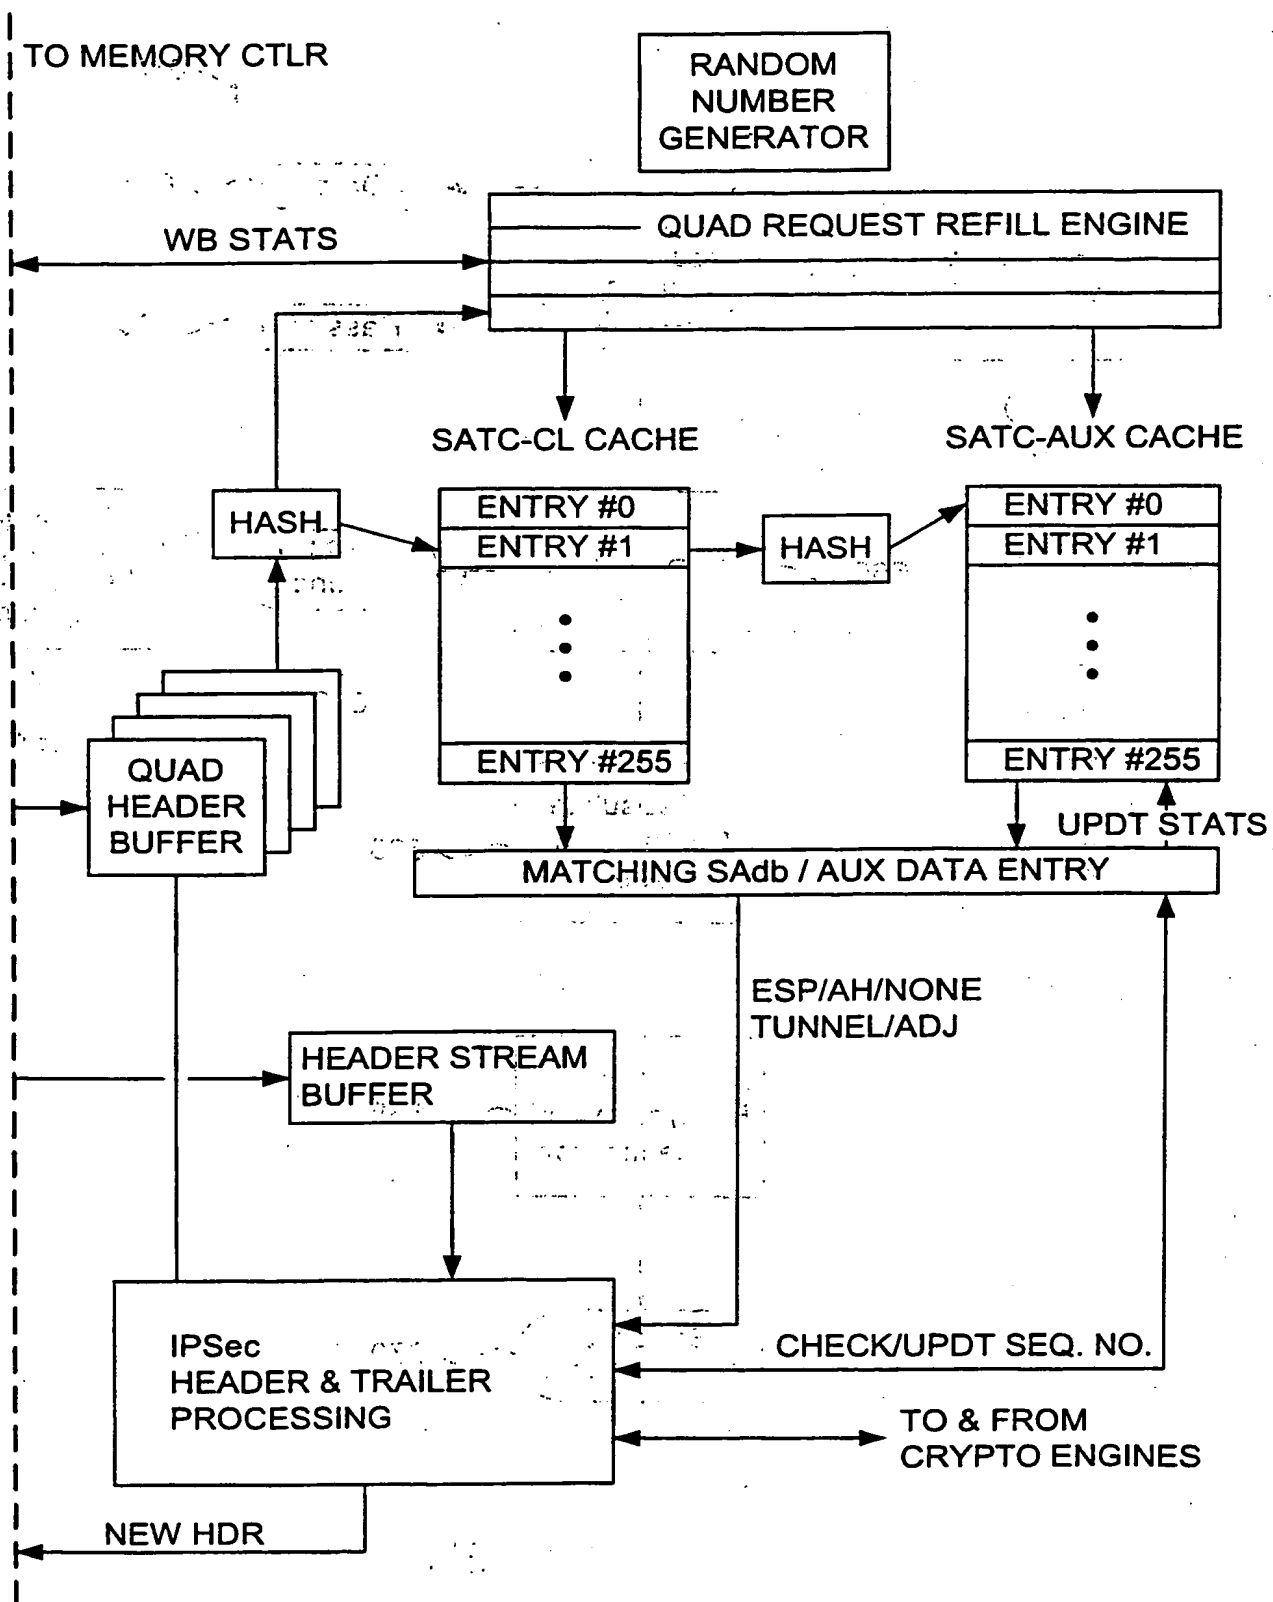 TO MEMORY CTLR
RANDOM
NUMBER
GENERATOR
QUAD REQUEST REFILL ENGINE
WB STATS
SATC-CL CACHE
SATC-AUX CACHE
HASH
ENTRY #0
ENTRY #1
ENTRY #255
HASH
ENTRY #0
ENTRY #1
ENTRY #255
QUAD
HEADER
BUFFER
UPDT STATS
MATCHING SAdb / AUX DATA ENTRY
ESP/AH/NONE
TUNNEL/ADJ
HEADER STREAM
BUFFER
IPSec
HEADER & TRAILER
PROCESSING
CHECK/UPDT SEQ. NO.
TO & FROM
CRYPTO ENGINES
NEW HDR